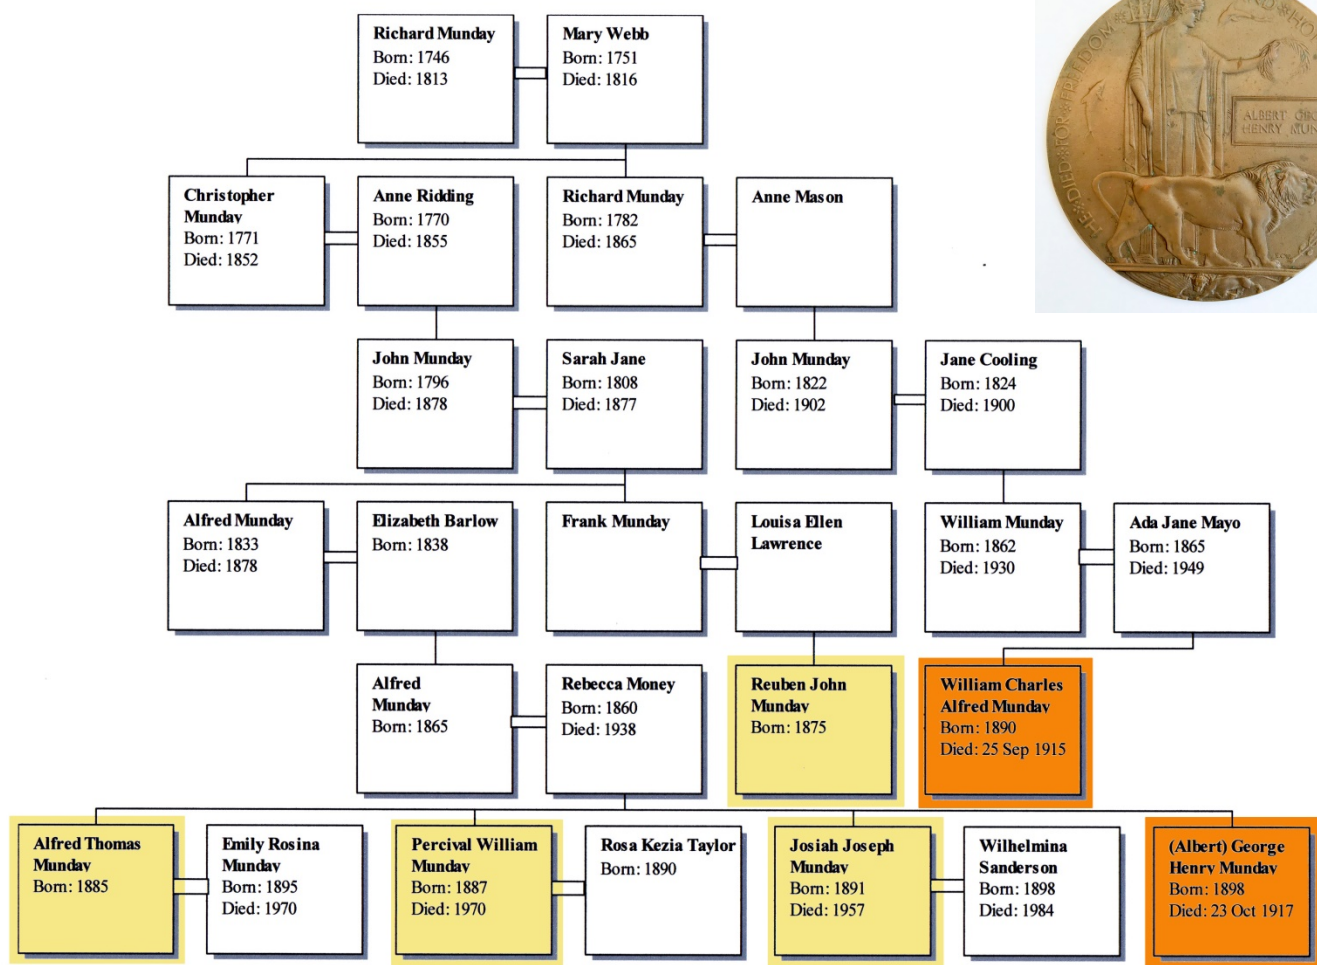 Richard Munday
Born: 1746
Died: 1813
Mary Webb
Born: 1751
Died: 1816
HE DIED FOR FREEDOM
ALBERT
HENRY
Christopher
Munday
Born: 1771
Died: 1852
Anne Ridding
Born: 1770
Died: 1855
Richard Munday
Born: 1782
Died: 1865
Anne Mason
John Munday
Born: 1796
Died: 1878
Sarah Jane
Born: 1808
Died: 1877
John Munday
Born: 1822
Died: 1902
Jane Cooling
Born: 1824
Died: 1900
Alfred Munday
Born: 1833
Died: 1878
Elizabeth Barlow
Born: 1838
Frank Munday
Louisa Ellen
Lawrence
William Munday
Born: 1862
Died: 1930
Ada Jane Mayo
Born: 1865
Died: 1949
Alfred
Munday
Born: 1865
Rebecca Money
Born: 1860
Died: 1938
Reuben John
Munday
Born: 1875
William Charles
Alfred Munday
Born: 1890
Died: 25 Sep 1915
Alfred Thomas
Munday
Born: 1885
Emily Rosina
Munday
Born: 1895
Died: 1970
Percival William
Munday
Born: 1887
Died: 1970
Rosa Kezia Taylor
Born: 1890
Josiah Joseph
Munday
Born: 1891
Died: 1957
Wilhelmina
Sanderson
Born: 1898
Died: 1984
(Albert) George
Henry Munday
Born: 1898
Died: 23 Oct 1917